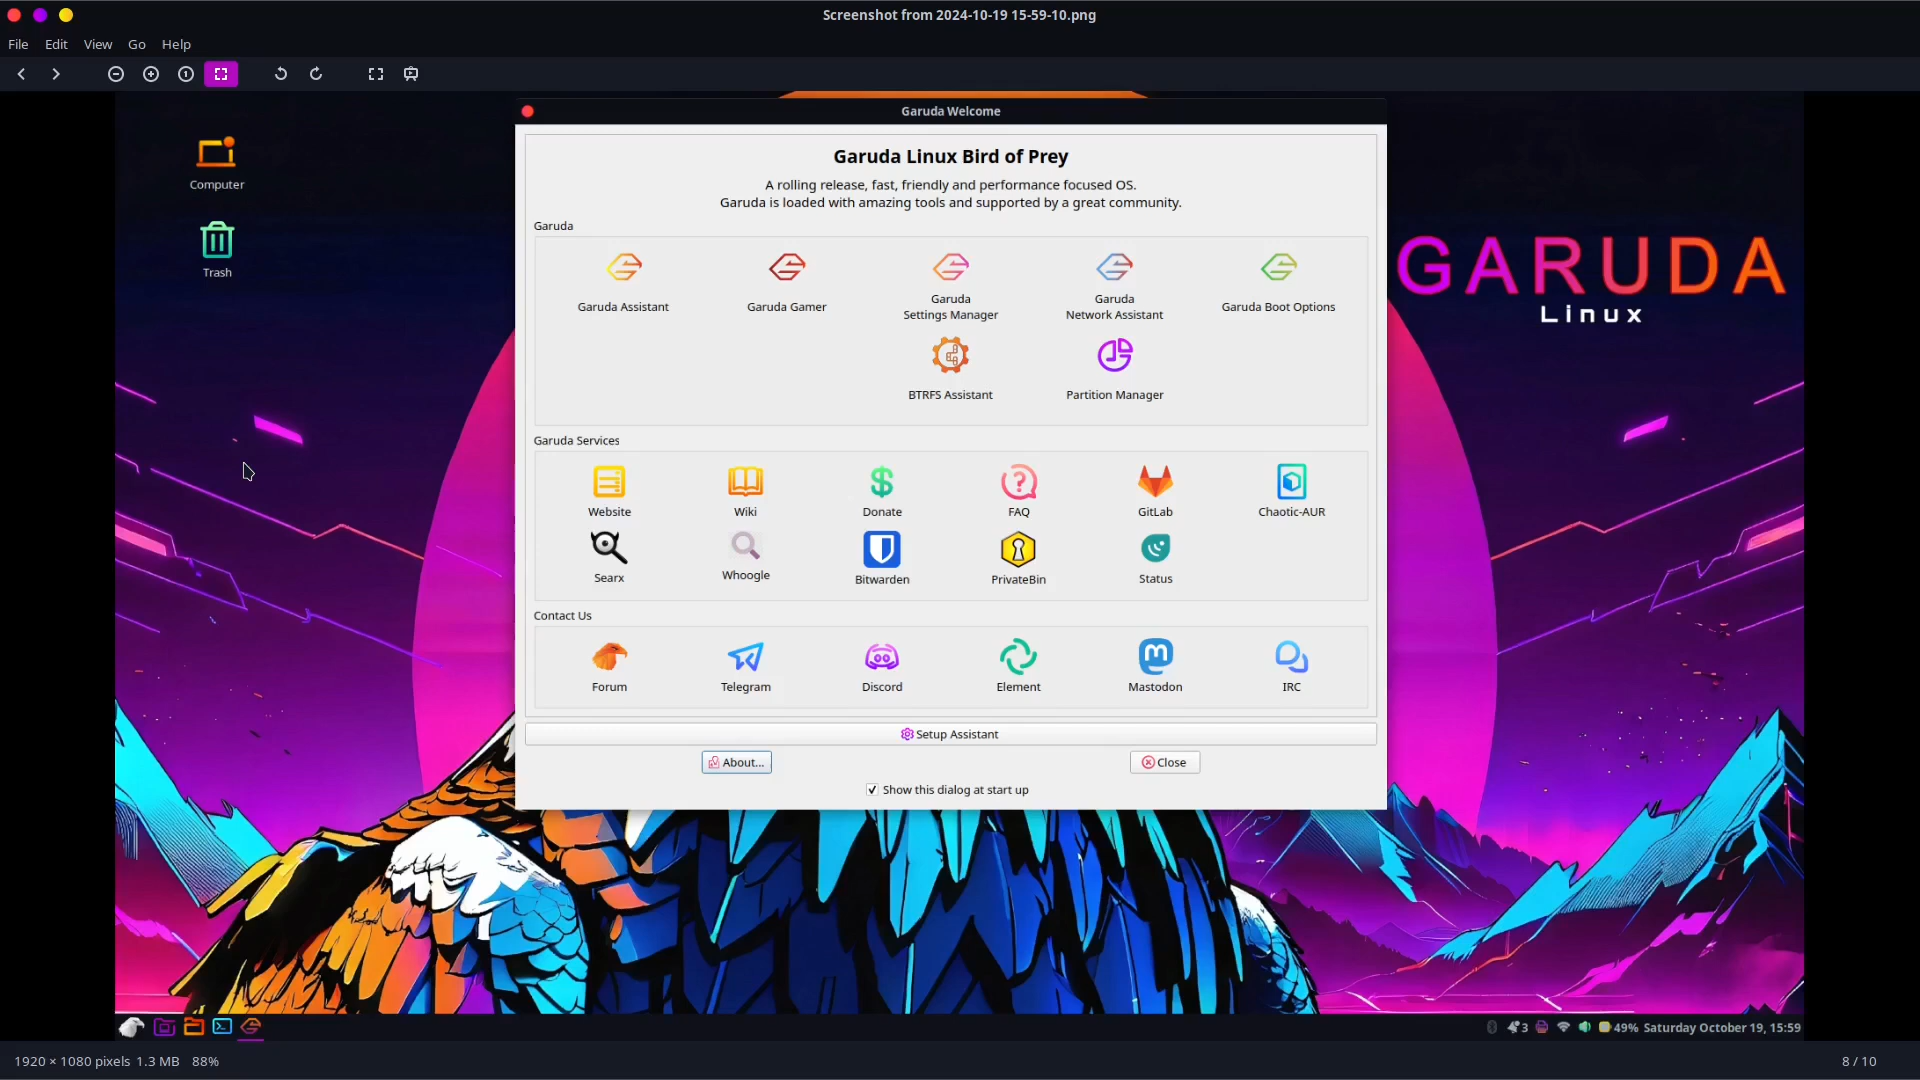 Screenshot from 2024-10-19 15-59-10.png
File Edit View Go Help
Computer
Trash
GARUDA
Linux
Garuda Welcome
Garuda Linux Bird of Prey
A rolling release, fast, friendly and performance focused OS.
Garuda is loaded with amazing tools and supported by a great community.
Garuda
Garuda Assistant
Garuda Gamer
Garuda
Settings Manager
Garuda
Network Assistant
Garuda Boot Options
BTRFS Assistant
Partition Manager
Garuda Services
Website
Wiki
Donate
FAQ
GitLab
Chaotic-AUR
Searx
Whoogle
Bitwarden
PrivateBin
Status
Contact Us
Forum
Telegram
Discord
Element
Mastodon
IRC
Setup Assistant
About...
Close
Show this dialog at start up
3
49% Saturday October 19, 15:59
1920 × 1080 pixels 1.3 MB 88%
8 / 10